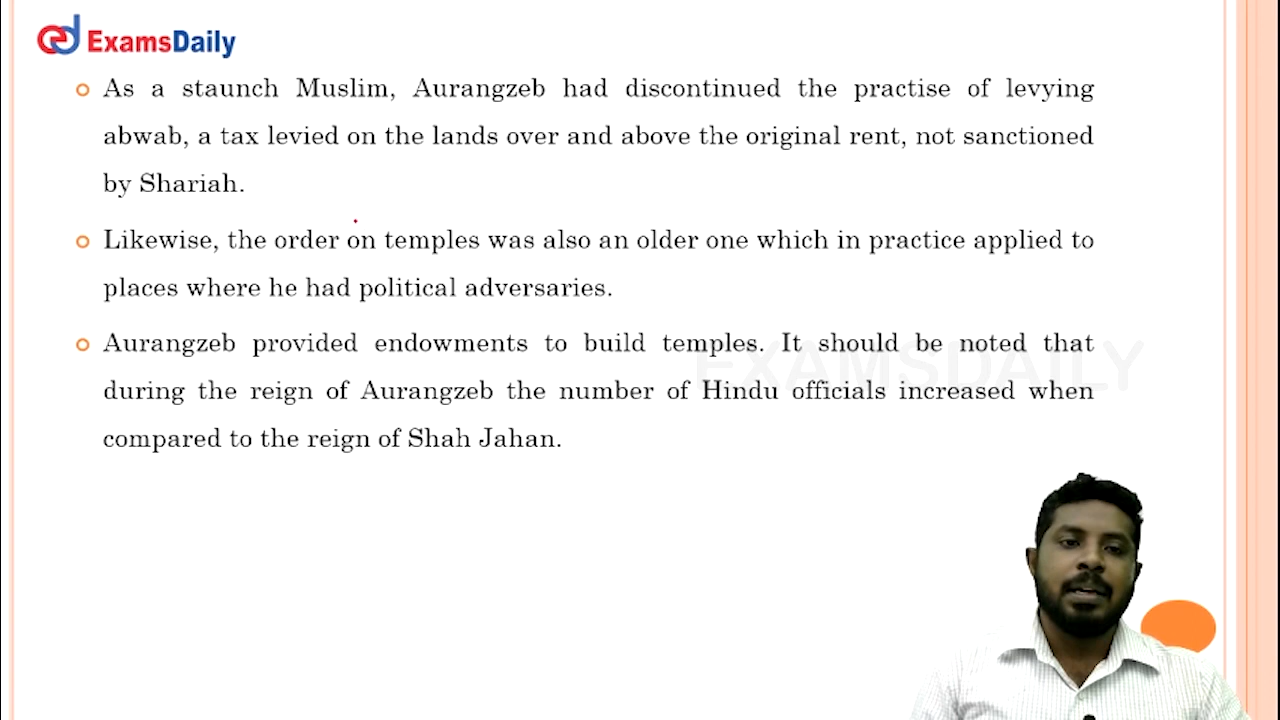 ExamsDaily
As a staunch Muslim, Aurangzeb had discontinued the practise of levying
abwab, a tax levied on the lands over and above the original rent, not sanctioned
by Shariah.
Likewise, the order on temples was also an older one which in practice applied to
places where he had political adversaries.
Aurangzeb provided endowments to build temples. It should be noted that
during the reign of Aurangzeb the number of Hindu officials increased when
compared to the reign of Shah Jahan.
EXAMSDAILY